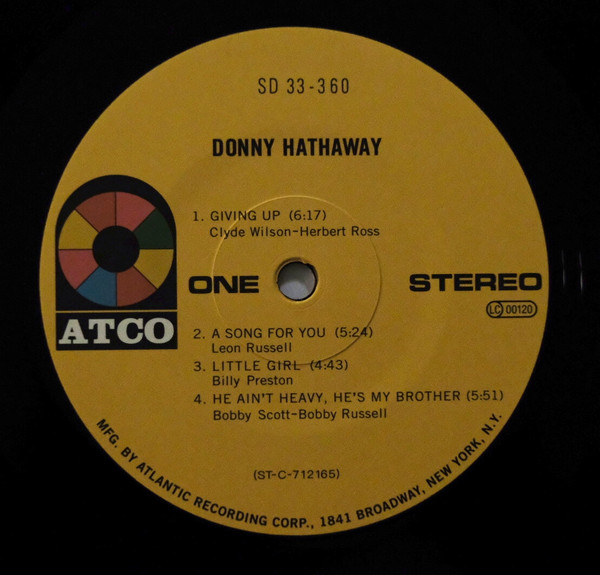 SD 33-360
DONNY HATHAWAY
1. GIVING UP (6:17)
Clyde Wilson-Herbert Ross
ATCO
ONE
STEREO
LC 00120
2. A SONG FOR YOU (5:24)
Leon Russell
3. LITTLE GIRL (4:43)
Billy Preston
4. HE AIN'T HEAVY, HE'S MY BROTHER (5:51)
Bobby Scott-Bobby Russell
(ST-C-712165)
MFG. BY ATLANTIC RECORDING CORP., 1841 BROADWAY, NEW YORK, N.Y.